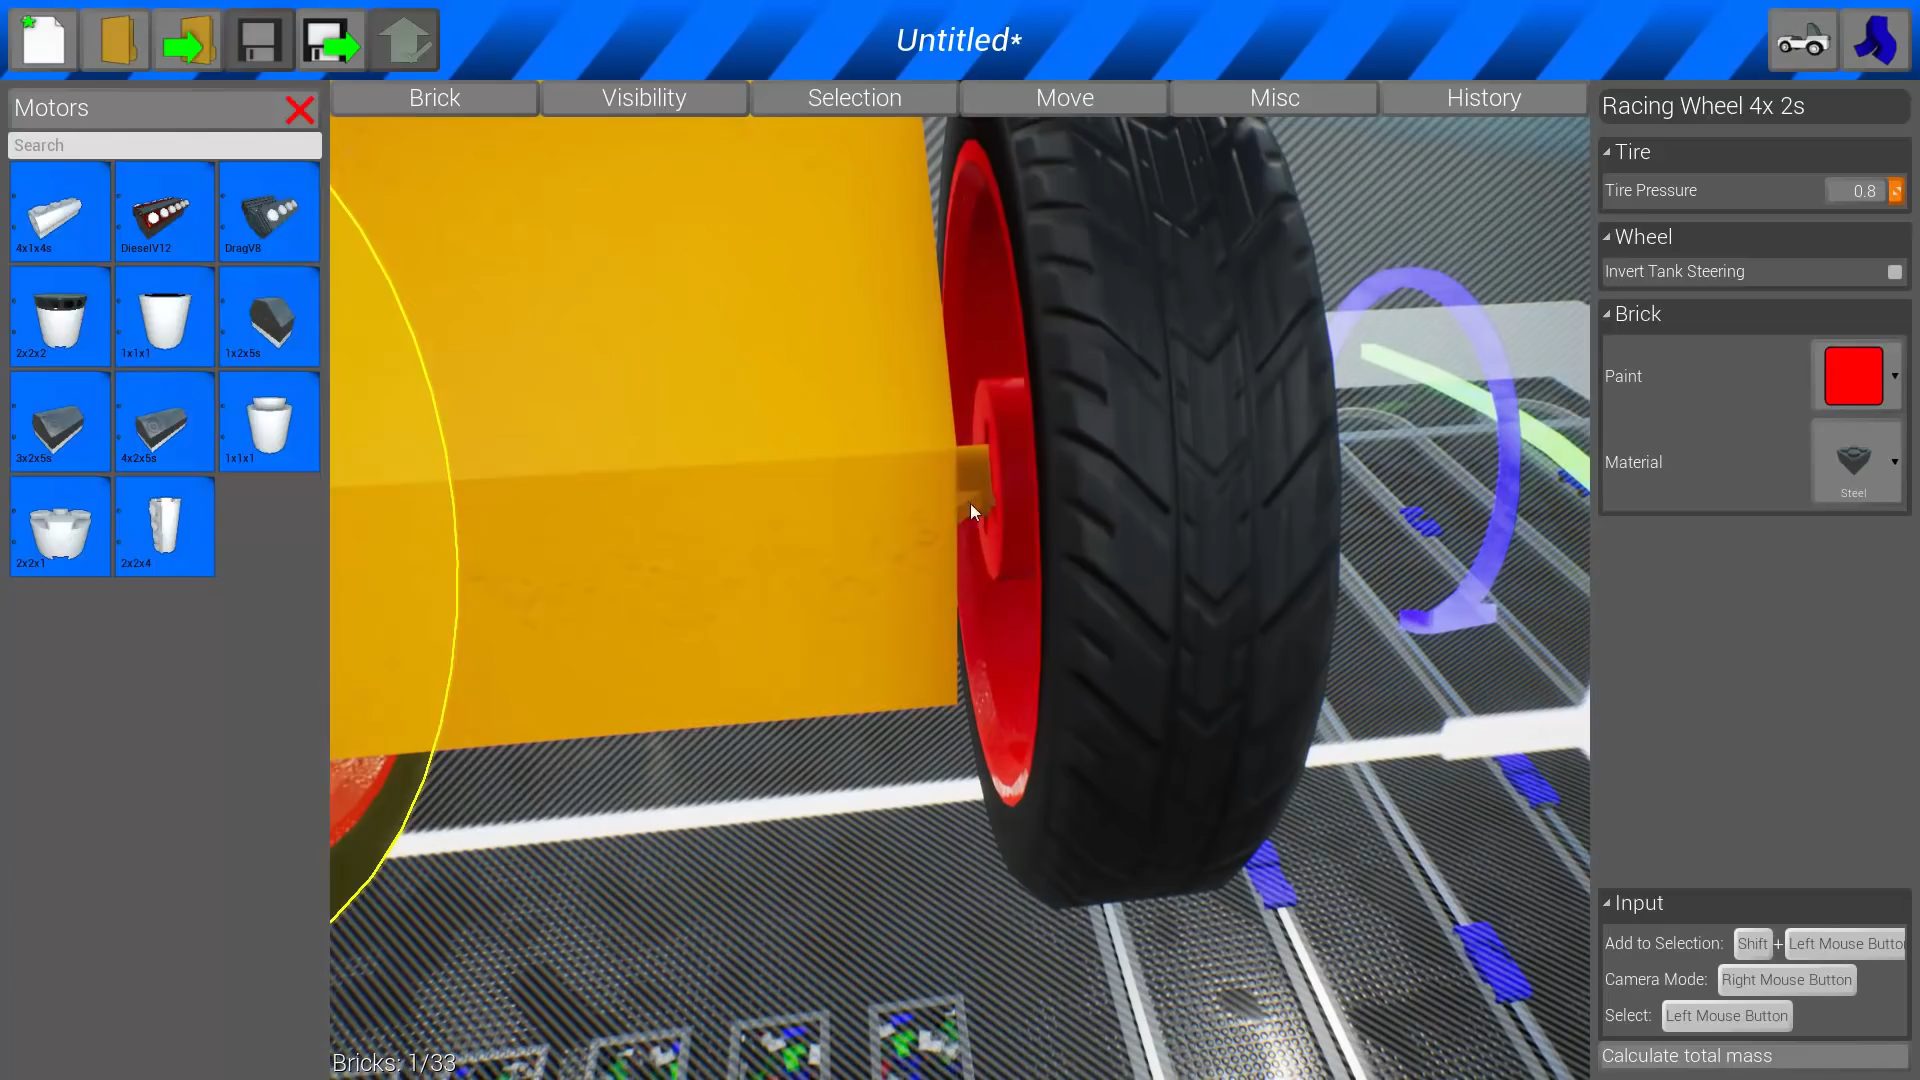 Untitled*
Brick
Visibility
Selection
Move
Misc
History
Motors
Search
4x1x4s
DieselV12
DragV8
2x2x2
1x1x1
1x2x5s
3x2x5s
4x2x5s
1x1x1
2x2x1
2x2x4
Racing Wheel 4x 2s
Tire
Tire Pressure 0.8
Wheel
Invert Tank Steering
Brick
Paint
Material
Steel
Input
Add to Selection: Shift + Left Mouse Butto
Camera Mode: Right Mouse Button
Select: Left Mouse Button
Calculate total mass
Bricks: 1/33